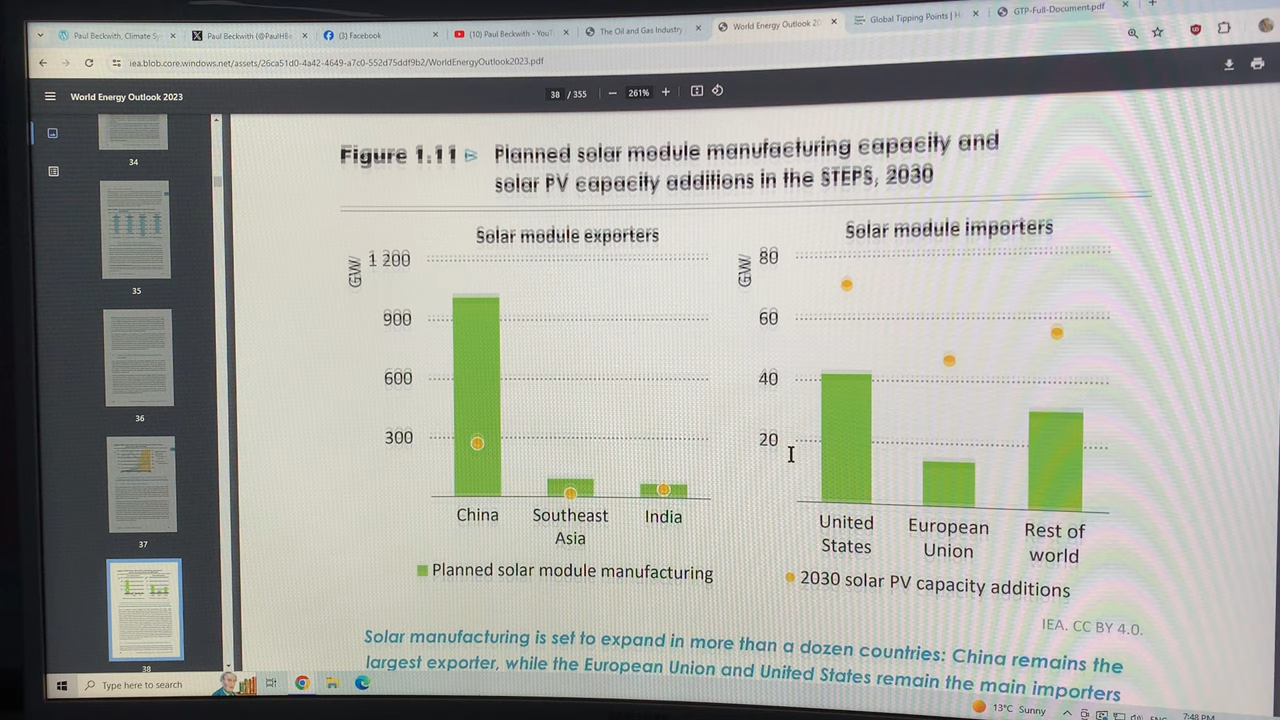 Paul Beckwith, Climate Sy
Paul Beckwith (@PaulHBe
(3) Facebook
(10) Paul Beckwith - YouT
The Oil and Gas Industry
World Energy Outlook 20
Global Tipping Points | H
GTP-Full-Document.pdf
iea.blob.core.windows.net/assets/26ca51d0-4a42-4649-a7c0-552d75ddf9b2/WorldEnergyOutlook2023.pdf
World Energy Outlook 2023
38 / 355
261%
34
35
36
37
38
Figure 1.11 ▷ Planned solar module manufacturing capacity and
solar PV capacity additions in the STEPS, 2030
Solar module exporters
GW
1 200
900
600
300
China
Southeast
Asia
India
Solar module importers
GW
80
60
40
20
United
States
European
Union
Rest of
world
Planned solar module manufacturing
2030 solar PV capacity additions
IEA. CC BY 4.0.
Solar manufacturing is set to expand in more than a dozen countries: China remains the
largest exporter, while the European Union and United States remain the main importers
Type here to search
13°C Sunny
ENG
7:48 PM